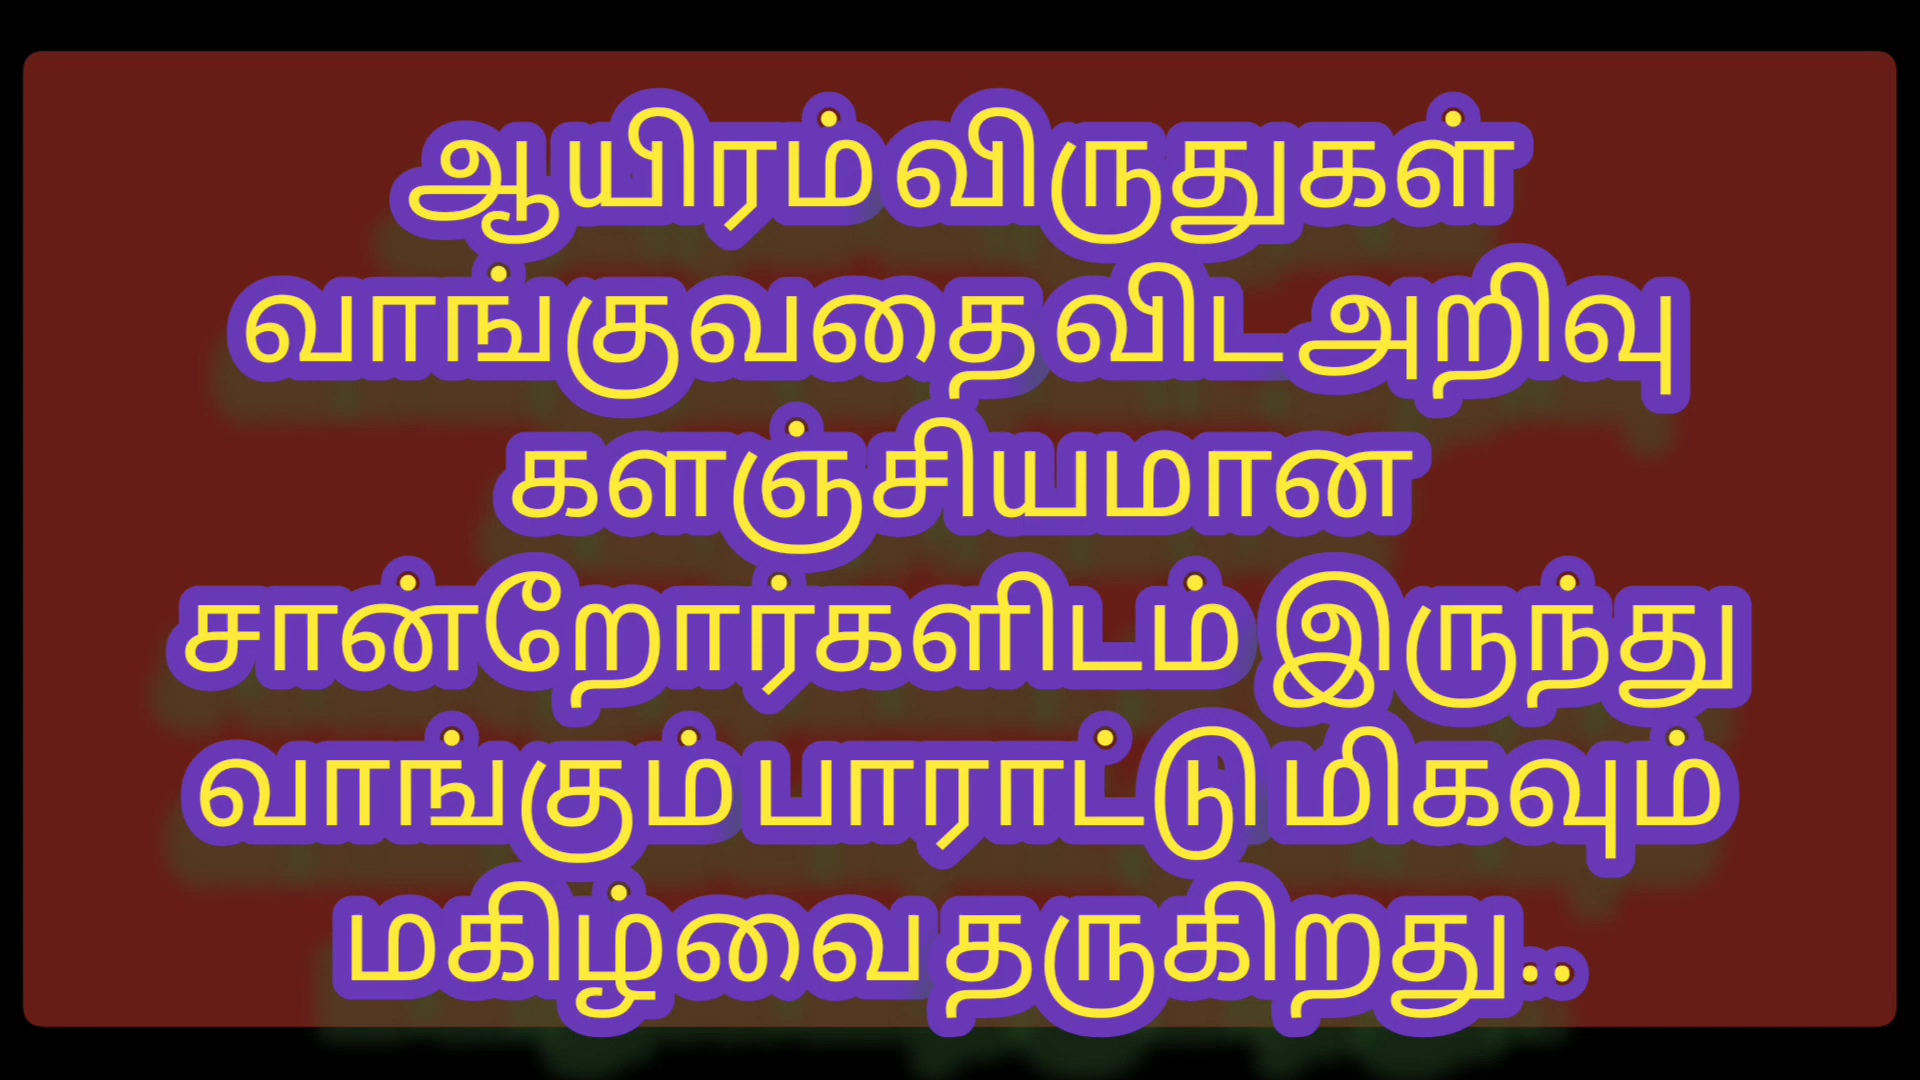 ஆயிரம் விருதுகள்
வாங்குவதை விட அறிவு
களஞ்சியமான
சான்றோர்களிடம் இருந்து
வாங்கும் பாராட்டு மிகவும்
மகிழ்வை தருகிறது..